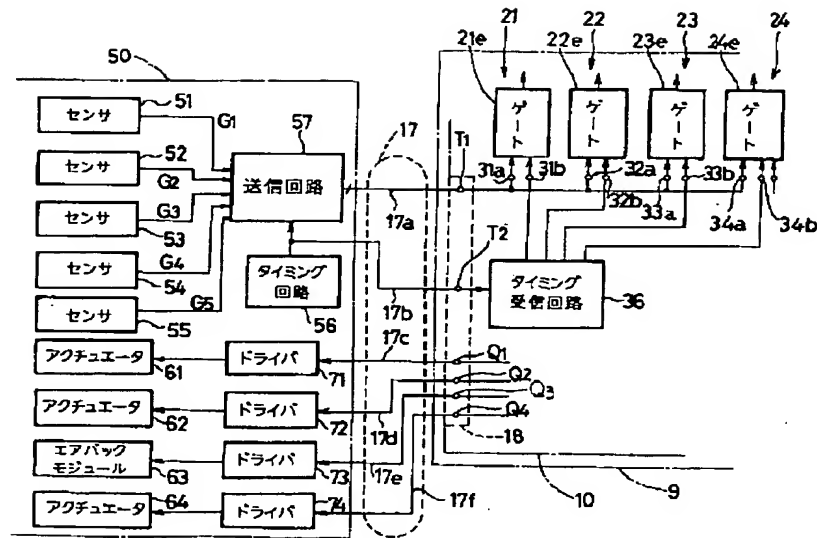 50
センサ
51
センサ
52
センサ
53
センサ
54
センサ
55
G1
G2
G3
G4
G5
57
送信回路
タイミング
回路
56
アクチュエータ
61
ドライバ
71
アクチュエータ
62
ドライバ
72
エアバック
モジュール
63
ドライバ
73
アクチュエータ
64
ドライバ
74
17
17a
17b
17c
17d
17e
17f
T1
T2
Q1
Q2
Q3
Q4
18
21
22
23
24
21e
22e
23e
24e
ゲート
ゲート
ゲート
ゲート
31a
31b
32a
32b
33a
33b
34a
34b
タイミング
受信回路
36
10
9